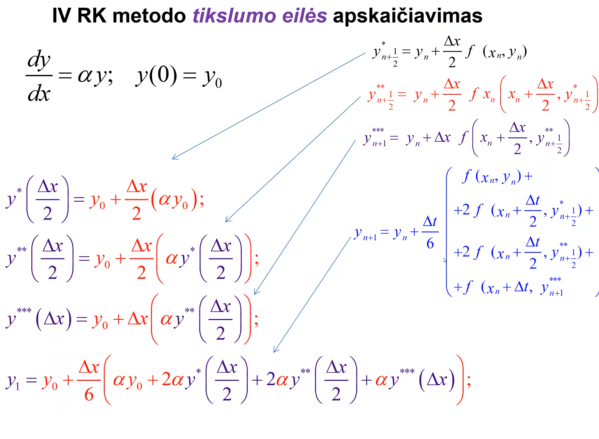 IV RK metodo tikslumo eilės apskaičiavimas
dy/dx = αy; y(0) = y₀
y*ₙ₊½ = yₙ + Δx/2 f (xₙ, yₙ)
y**ₙ₊½ = yₙ + Δx/2 f xₙ (xₙ + Δx/2, y*ₙ₊½)
y***ₙ₊₁ = yₙ + Δx f (xₙ + Δx/2, y**ₙ₊½)
yₙ₊₁ = yₙ + Δt/6 ( f (xₙ, yₙ) +
+2 f (xₙ + Δt/2, y*ₙ₊½) +
+2 f (xₙ + Δt/2, y**ₙ₊½) +
+f (xₙ + Δt, y***ₙ₊₁
y*(Δx/2) = y₀ + Δx/2 (αy₀);
y**(Δx/2) = y₀ + Δx/2 (αy*(Δx/2));
y***(Δx) = y₀ + Δx (αy**(Δx/2));
y₁ = y₀ + Δx/6 (αy₀ + 2αy*(Δx/2) + 2αy**(Δx/2) + αy***(Δx));